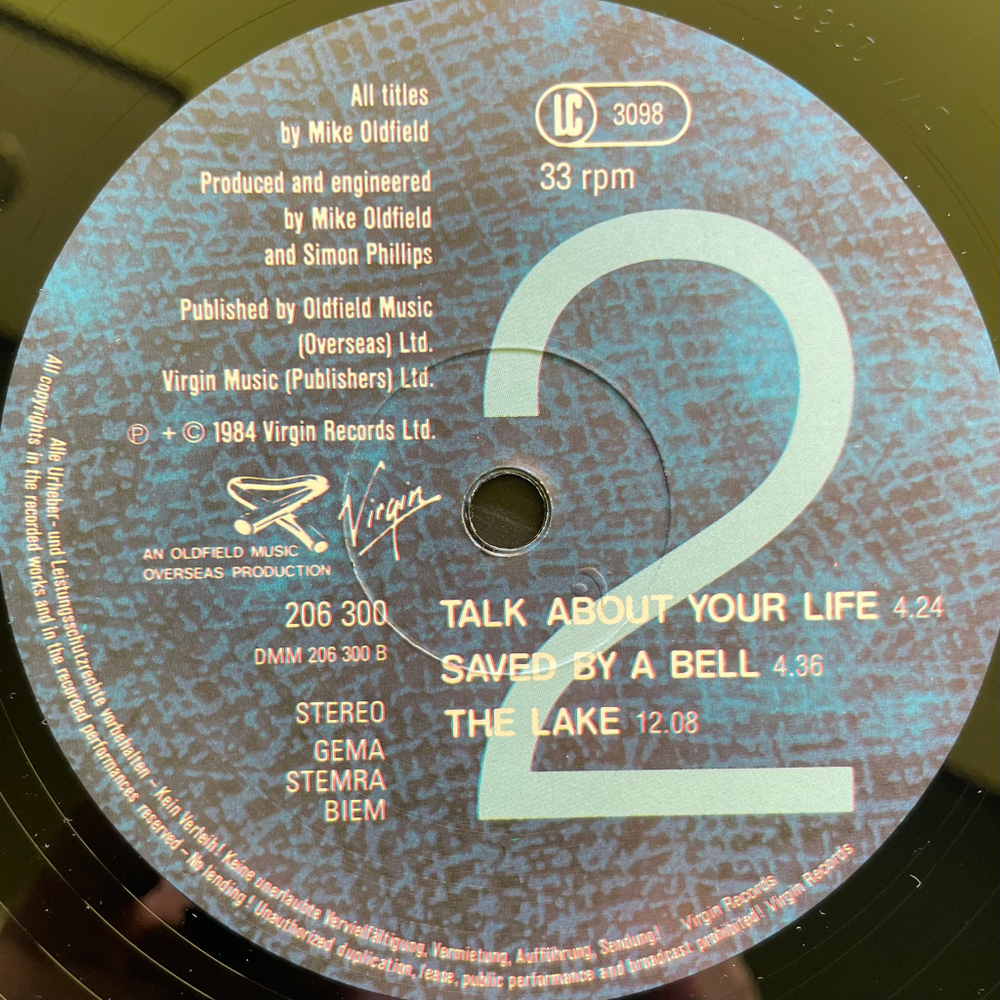 All titles
by Mike Oldfield
Produced and engineered
by Mike Oldfield
and Simon Phillips
Published by Oldfield Music
(Overseas) Ltd.
Virgin Music (Publishers) Ltd.
℗ + © 1984 Virgin Records Ltd.
Virgin
AN OLDFIELD MUSIC
OVERSEAS PRODUCTION
206 300
DMM 206 300 B
STEREO
GEMA
STEMRA
BIEM
LC 3098
33 rpm
2
TALK ABOUT YOUR LIFE 4.24
SAVED BY A BELL 4.36
THE LAKE 12.08
Alle Urheber- und Leistungsschutzrechte vorbehalten – Kein Verleih! Keine unerlaubte Vervielfältigung, Vermietung, Aufführung, Sendung! Virgin Records
All copyrights in the recorded works and in the recorded performances reserved – No lending! Unauthorized duplication, lease, public performance and broadcast prohibited! Virgin Records